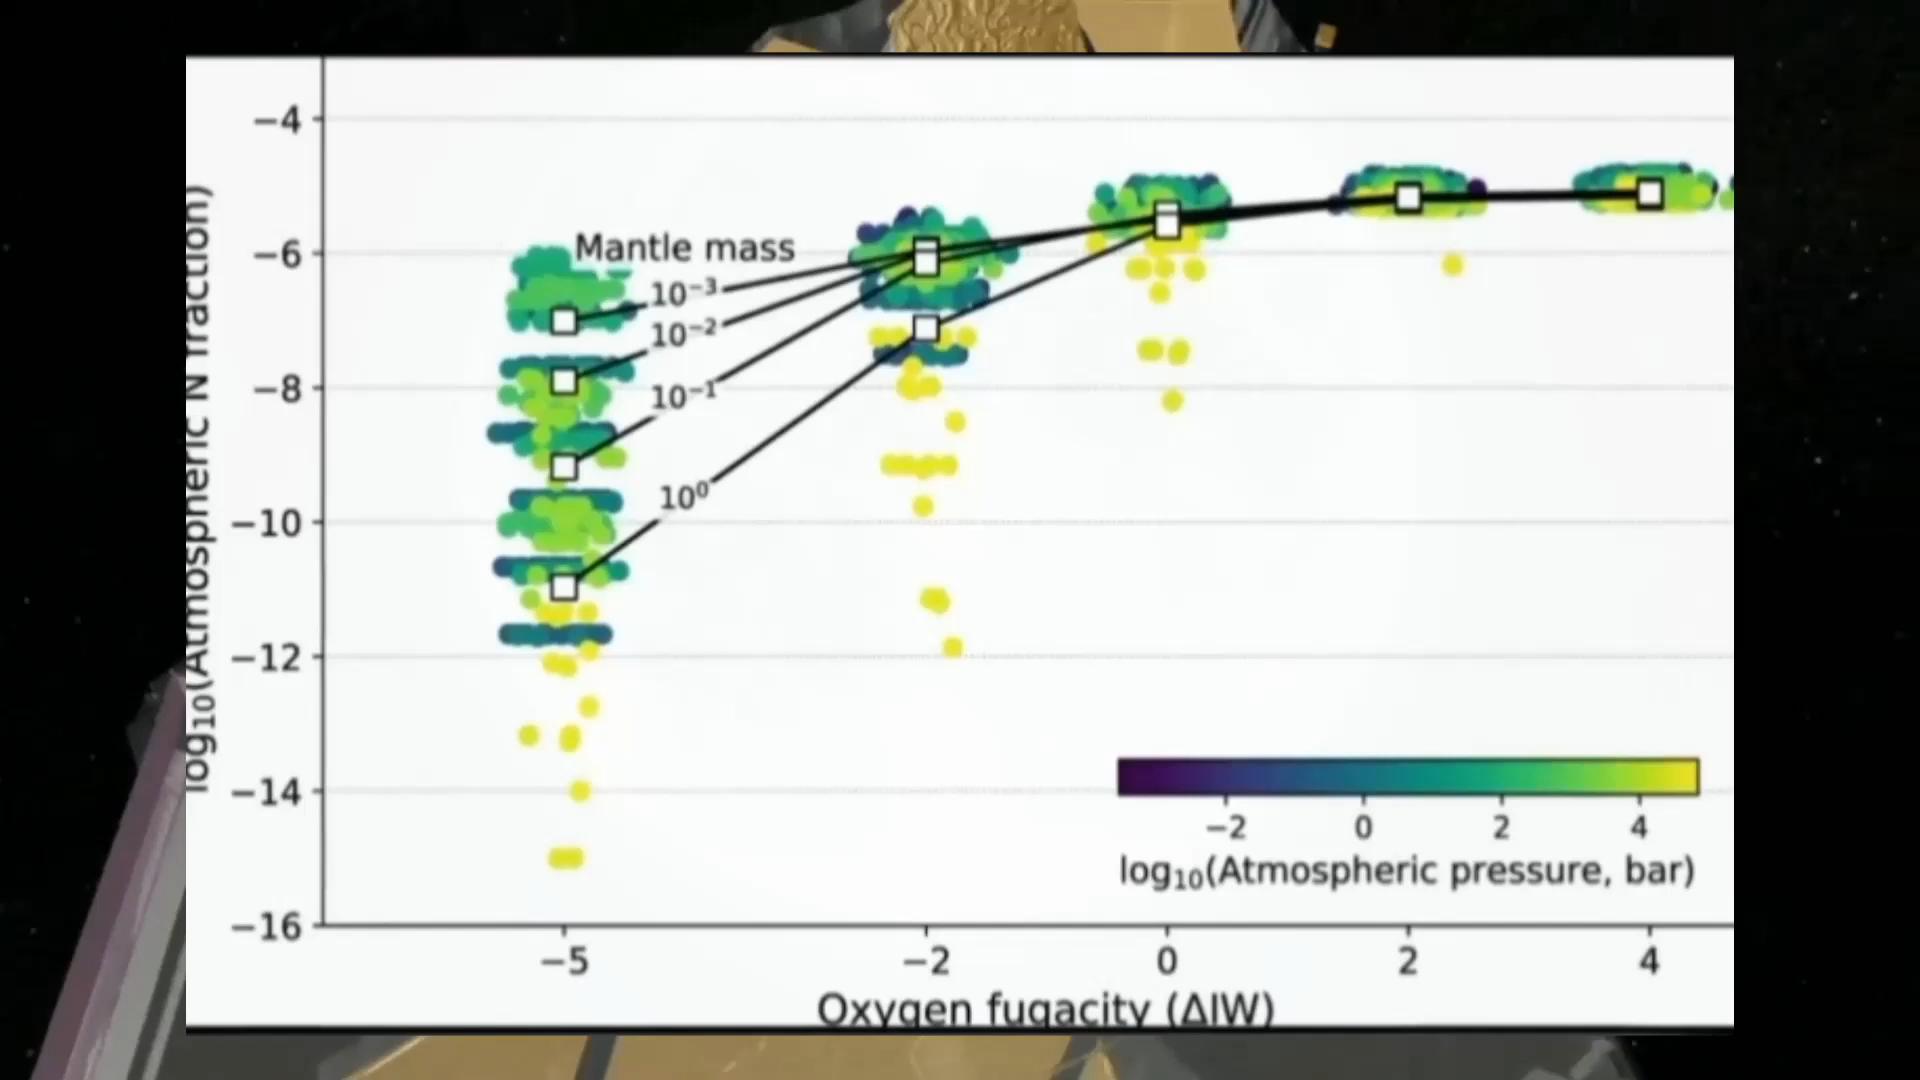 −4
−6
−8
−10
−12
−14
−16
log₁₀(Atmospheric N fraction)
Mantle mass
10⁻³
10⁻²
10⁻¹
10⁰
−2 0 2 4
log₁₀(Atmospheric pressure, bar)
−5 −2 0 2 4
Oxygen fugacity (ΔIW)